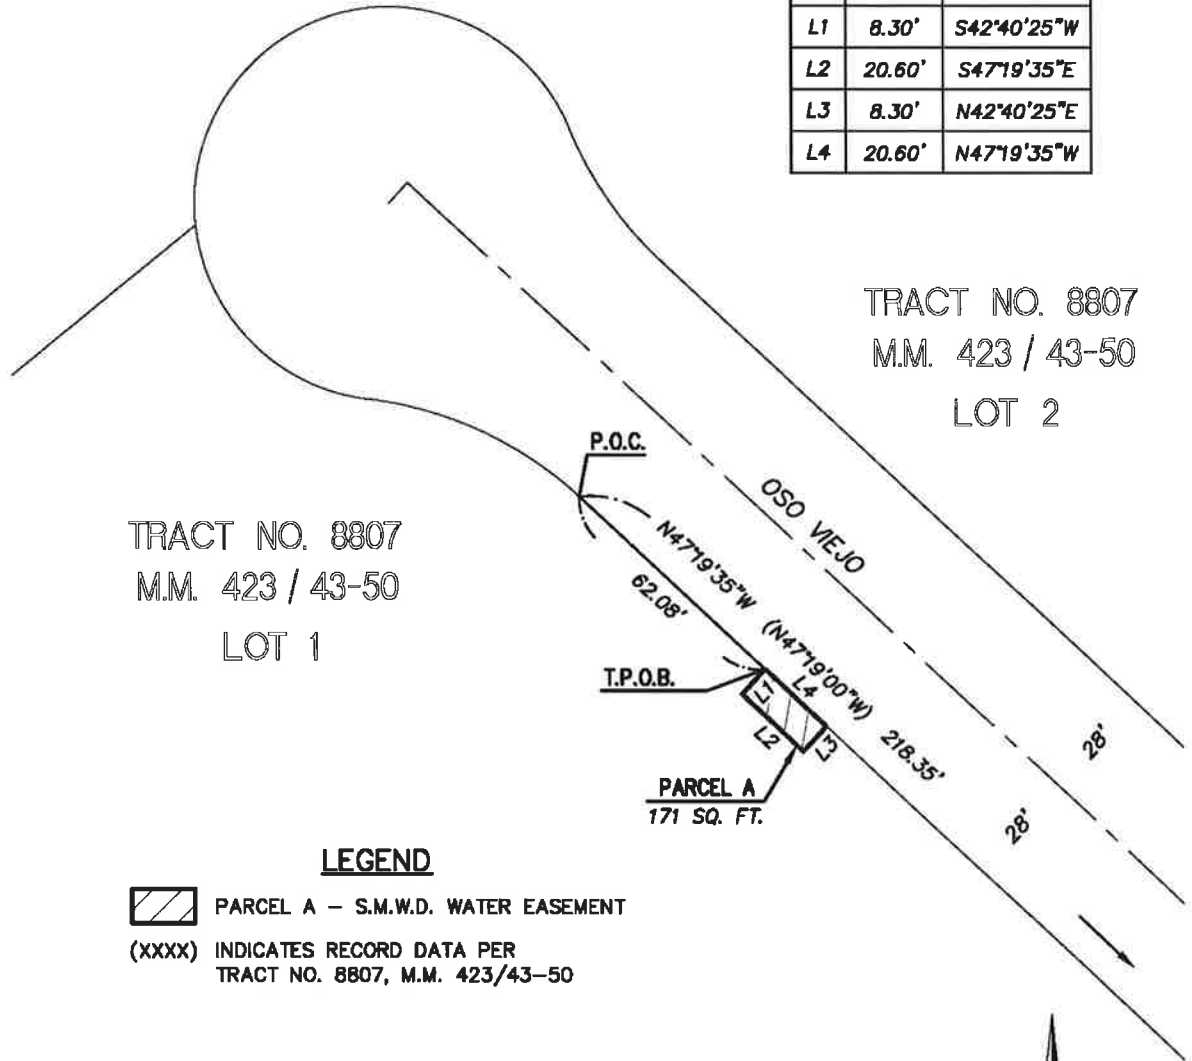 L1 8.30' S42°40'25"W
L2 20.60' S47°19'35"E
L3 8.30' N42°40'25"E
L4 20.60' N47°19'35"W
TRACT NO. 8807
M.M. 423 / 43-50
LOT 2
P.O.C.
OSO VIEJO
TRACT NO. 8807
M.M. 423 / 43-50
LOT 1
N47°19'35"W (N47°19'00"W) 218.35'
62.08'
T.P.O.B.
L1
L4
L2
L3
28'
28'
PARCEL A
171 SQ. FT.
LEGEND
PARCEL A - S.M.W.D. WATER EASEMENT
(XXXX) INDICATES RECORD DATA PER
TRACT NO. 8807, M.M. 423/43-50